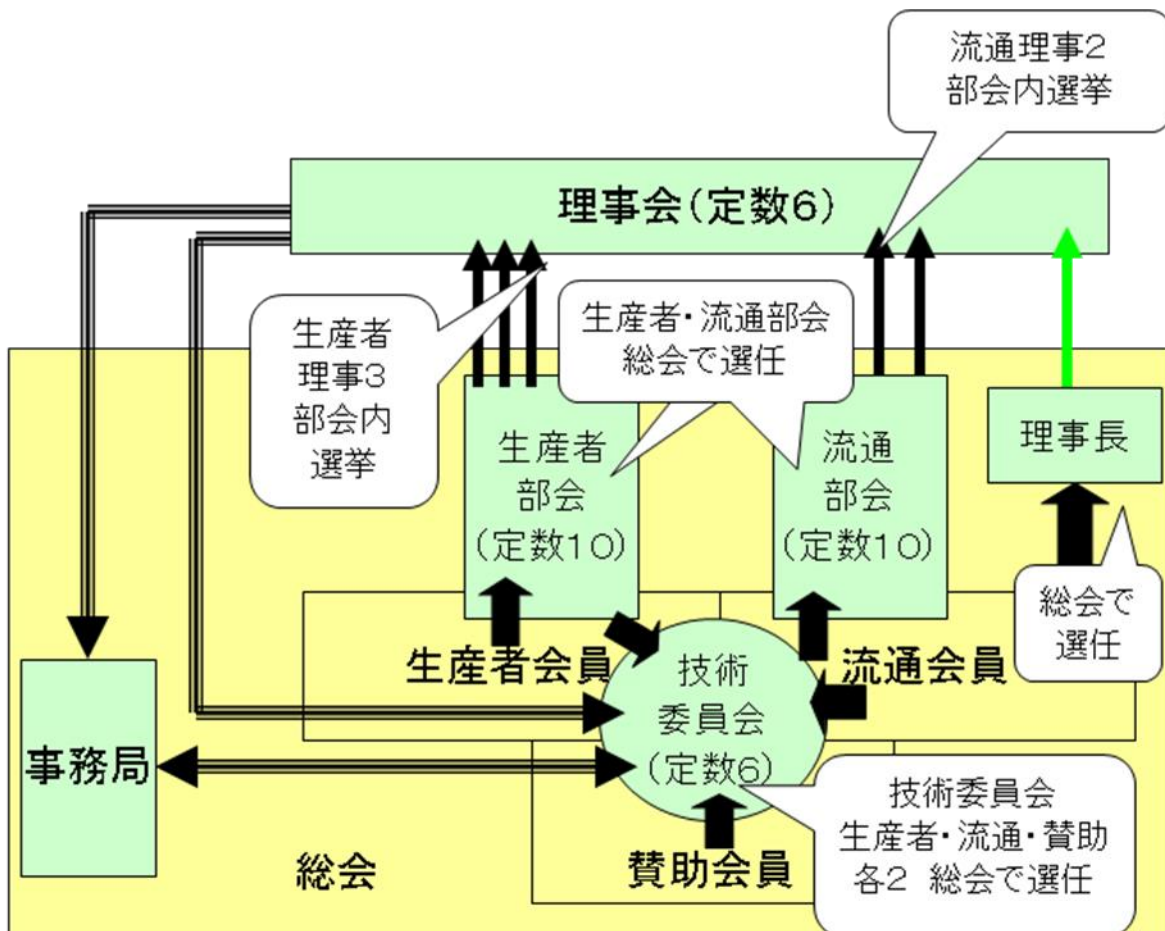 流通理事2
部会内選挙
理事会(定数6)
生産者
理事3
部会内
選挙
生産者・流通部会
総会で選任
生産者
部会
(定数10)
流通
部会
(定数10)
理事長
総会で
選任
生産者会員
流通会員
技術
委員会
(定数6)
事務局
技術委員会
生産者・流通・賛助
各2 総会で選任
総会
賛助会員